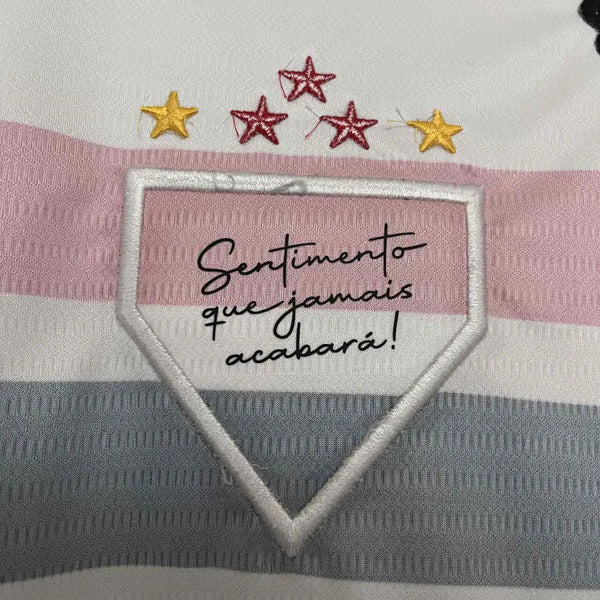 Sentimento
que jamais
acabará!